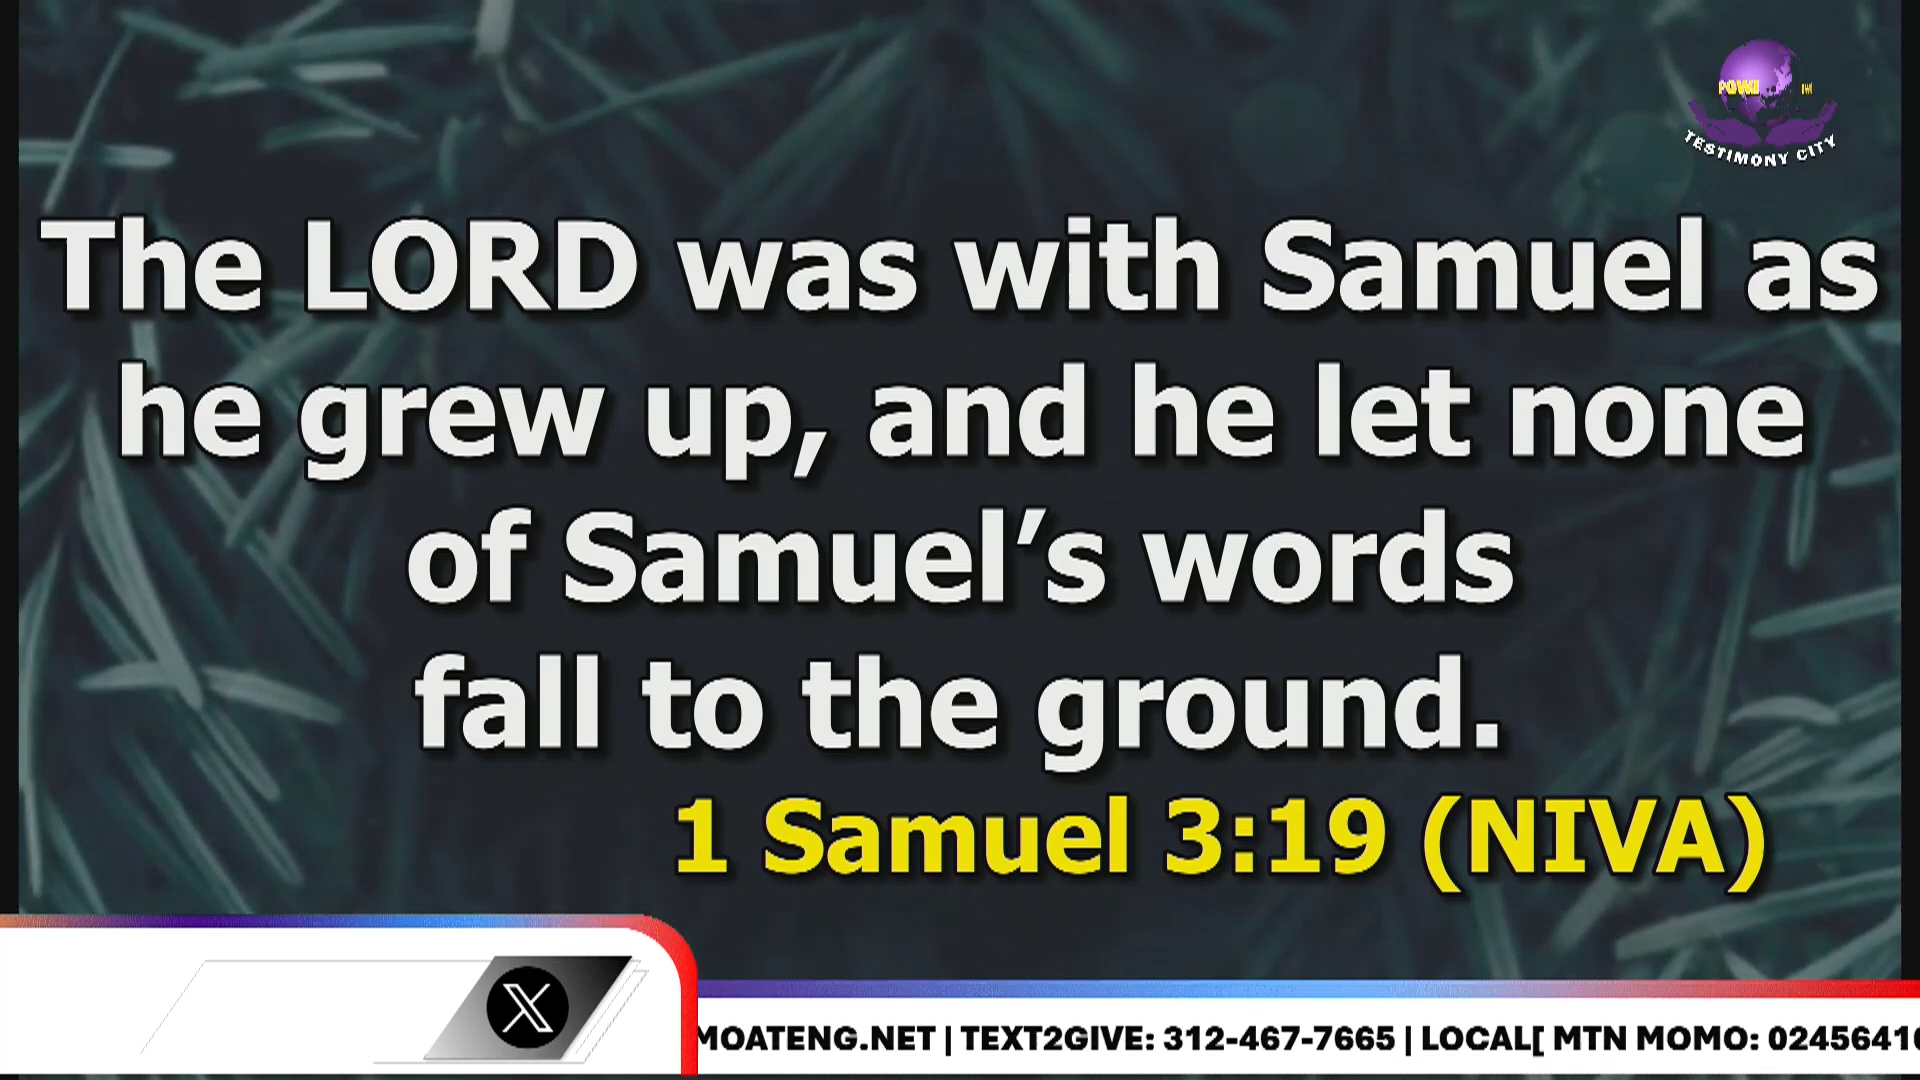 TESTIMONY CITY
The LORD was with Samuel as
he grew up, and he let none
of Samuel’s words
fall to the ground.
1 Samuel 3:19 (NIVA)
MOATENG.NET | TEXT2GIVE: 312-467-7665 | LOCAL[ MTN MOMO: 02456410